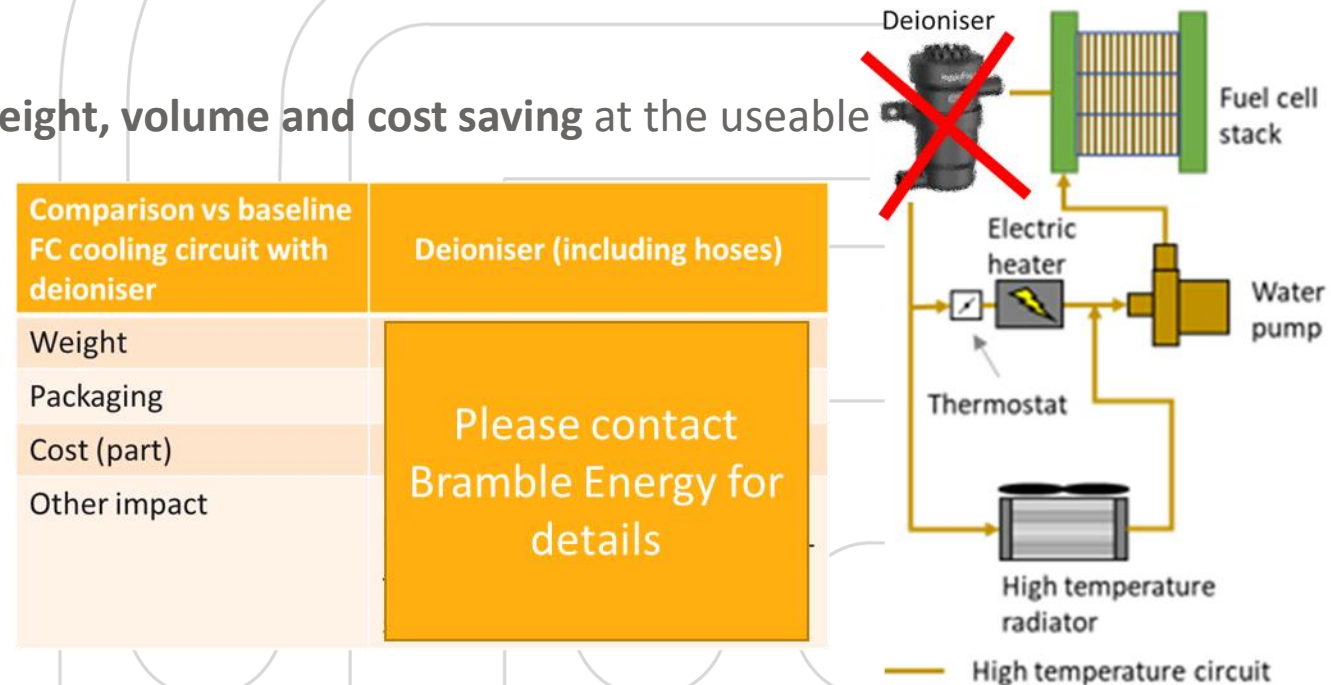 eight, volume and cost saving at the useable
Comparison vs baseline
FC cooling circuit with
deioniser
Deioniser (including hoses)
Weight
Packaging
Cost (part)
Other impact
Please contact
Bramble Energy for
details
Deioniser
Fuel cell
stack
Electric
heater
Water
pump
Thermostat
High temperature
radiator
High temperature circuit